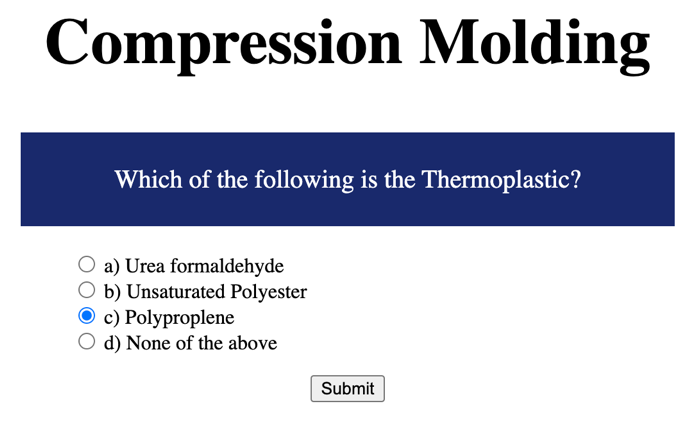 Compression Molding
Which of the following is the Thermoplastic?
a) Urea formaldehyde
b) Unsaturated Polyester
c) Polyproplene
d) None of the above
Submit